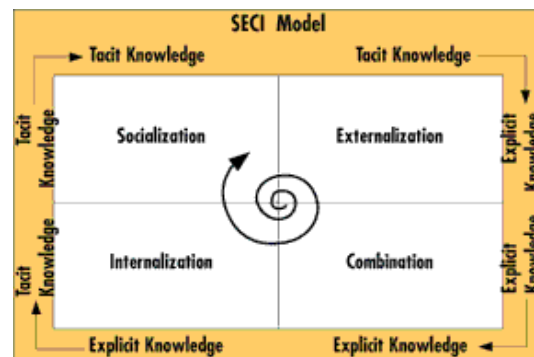 SECI Model
Tacit Knowledge
Tacit Knowledge
Tacit
Knowledge
Socialization
Externalization
Explicit
Knowledge
Tacit
Knowledge
Internalization
Combination
Explicit
Knowledge
Explicit Knowledge
Explicit Knowledge